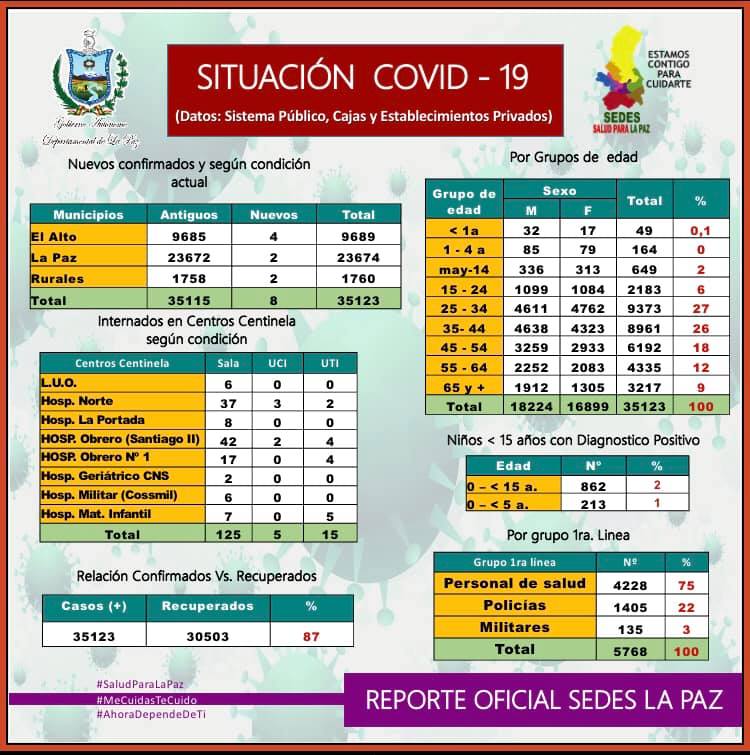 Gobierno Autónomo
Departamental de La Paz
SITUACIÓN COVID - 19
(Datos: Sistema Público, Cajas y Establecimientos Privados)
ESTAMOS
CONTIGO
PARA
CUIDARTE
SEDES
SALUD PARA LA PAZ
Nuevos confirmados y según condición
actual
Municipios Antiguos Nuevos Total
El Alto 9685 4 9689
La Paz 23672 2 23674
Rurales 1758 2 1760
Total 35115 8 35123
Internados en Centros Centinela
según condición
Centros Centinela Sala UCI UTI
L.U.O. 6 0 0
Hosp. Norte 37 3 2
Hosp. La Portada 8 0 0
HOSP. Obrero (Santiago II) 42 2 4
HOSP. Obrero N° 1 17 0 4
Hosp. Geriátrico CNS 2 0 0
Hosp. Militar (Cossmil) 6 0 0
Hosp. Mat. Infantil 7 0 5
Total 125 5 15
Relación Confirmados Vs. Recuperados
Casos (+) Recuperados %
35123 30503 87
Por Grupos de edad
Grupo de edad Sexo Total %
M F
< 1a 32 17 49 0,1
1 - 4 a 85 79 164 0
may-14 336 313 649 2
15 - 24 1099 1084 2183 6
25 - 34 4611 4762 9373 27
35- 44 4638 4323 8961 26
45 - 54 3259 2933 6192 18
55 - 64 2252 2083 4335 12
65 y + 1912 1305 3217 9
Total 18224 16899 35123 100
Niños < 15 años con Diagnostico Positivo
Edad N° %
0 – < 15 a. 862 2
0 – < 5 a. 213 1
Por grupo 1ra. Linea
Grupo 1ra línea Nº %
Personal de salud 4228 75
Policías 1405 22
Militares 135 3
Total 5768 100
#SaludParaLaPaz
#MeCuidasTeCuido
#AhoraDependeDeTi
REPORTE OFICIAL SEDES LA PAZ